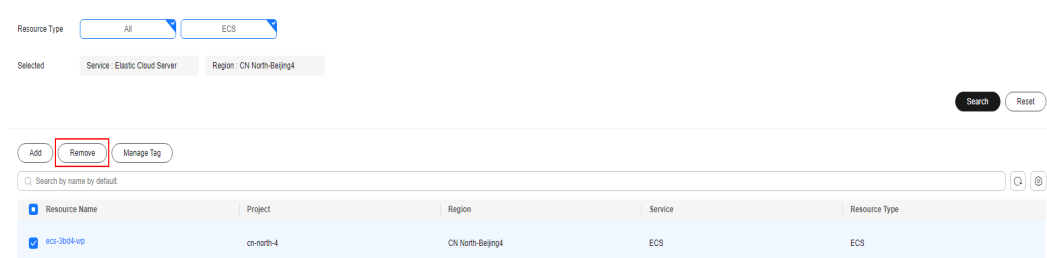 Resource Type All ECS
Selected Service : Elastic Cloud Server Region : CN North-Beijing4
Search Reset
Add Remove Manage Tag
Search by name by default.
Resource Name Project Region Service Resource Type
ecs-3bd4-wp cn-north-4 CN North-Beijing4 ECS ECS